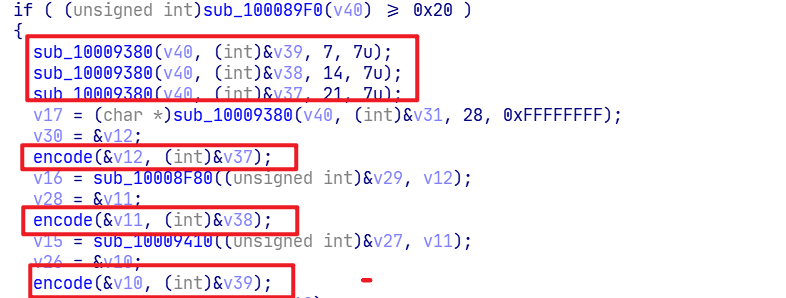 if ( (unsigned int)sub_100089F0(v40) >= 0x20 )
{
sub_10009380(v40, (int)&v39, 7, 7u);
sub_10009380(v40, (int)&v38, 14, 7u);
sub_10009380(v40, (int)&v37, 21, 7u);
v17 = (char *)sub_10009380(v40, (int)&v31, 28, 0xFFFFFFFF);
v30 = &v12;
encode(&v12, (int)&v37);
v16 = sub_10008F80((unsigned int)&v29, v12);
v28 = &v11;
encode(&v11, (int)&v38);
v15 = sub_10009410((unsigned int)&v27, v11);
v26 = &v10;
encode(&v10, (int)&v39);